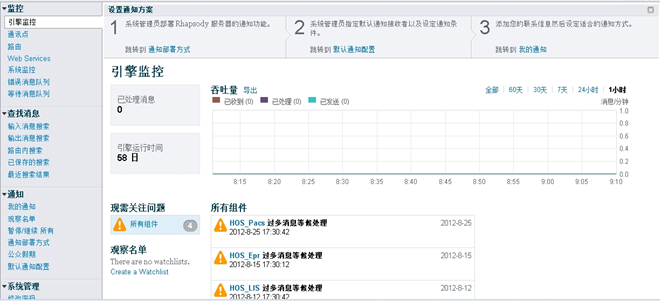 监控
引擎监控
通讯点
路由
Web Services
系统监控
错误消息队列
等待消息队列
查找消息
输入消息搜索
输出消息搜索
路由内搜索
已保存的搜索
最近搜索结果
通知
我的通知
观察名单
暂停/继续 所有
通知部署方式
公众假期
默认通知配置
系统管理
设置通知方案
1 系统管理员部署 Rhapsody 服务器的通知功能。
跳转到 通知部署方式
2 系统管理员指定默认通知接收者以及设定通知条件。
跳转到 默认通知配置
3 添加您的联系信息然后设定适合的通知方式。
跳转到 我的通知
引擎监控
已处理消息
0
引擎运行时间
58 日
吞吐量 导出
全部 60天 30天 7天 24小时 1小时
已收到 (0) 已处理 (0) 已发送 (0)
消息/分钟
1.0
0.8
0.6
0.4
0.2
0.0
8:15 8:20 8:25 8:30 8:35 8:40 8:45 8:50 8:55 9:00 9:05 9:10
现需关注问题
所有组件 4
观察名单
There are no watchlists.
Create a Watchlist
所有组件
HOS_Pacs 过多消息等候处理 2012-8-25
2012-8-25 17:30:42
HOS_Epr 过多消息等候处理 2012-8-15
2012-8-15 17:30:12
HOS_LIS 过多消息等候处理 2012-8-12